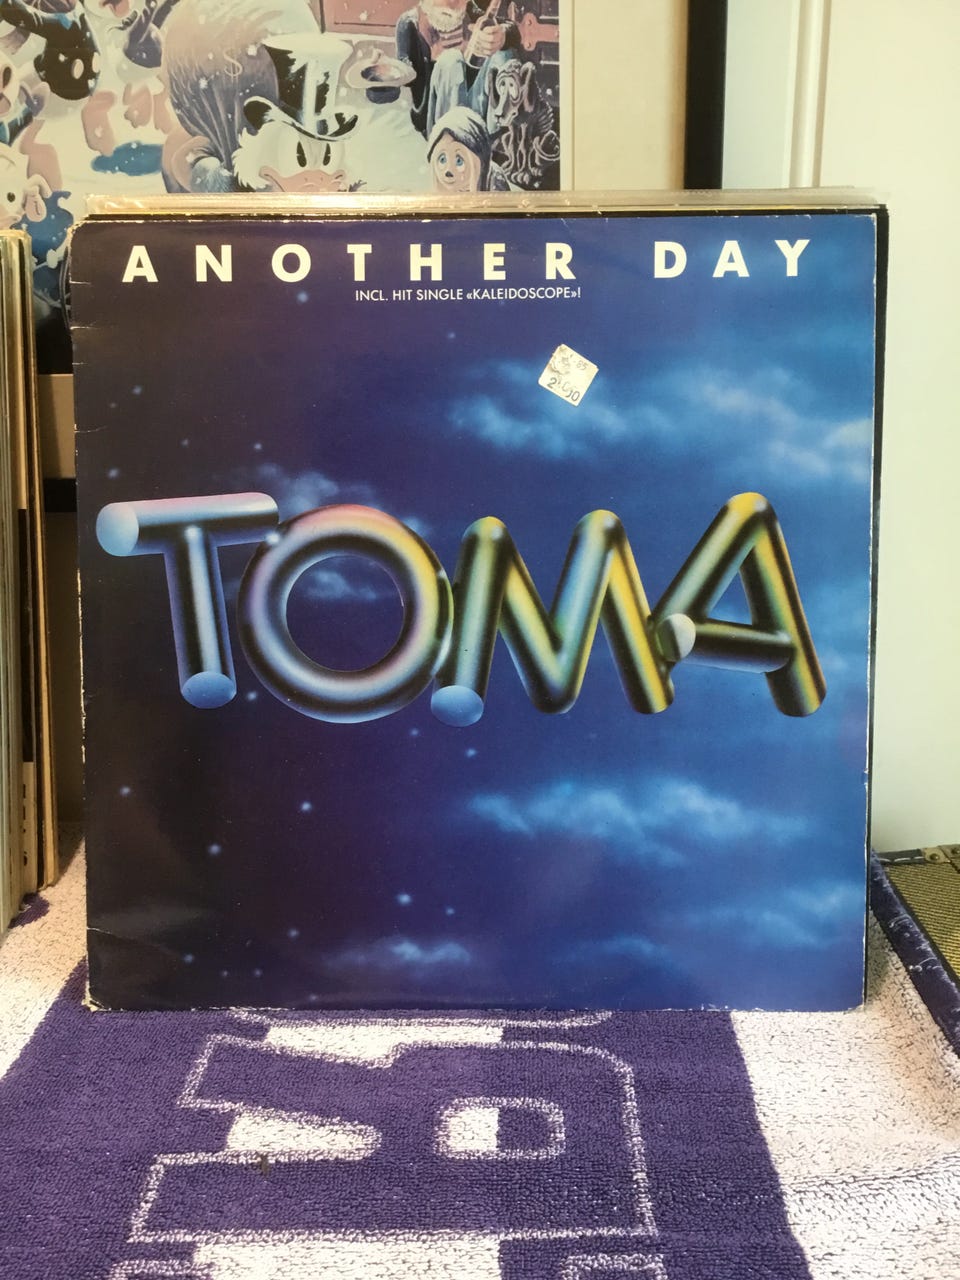 ANOTHER DAY
INCL. HIT SINGLE «KALEIDOSCOPE»!
TOMA